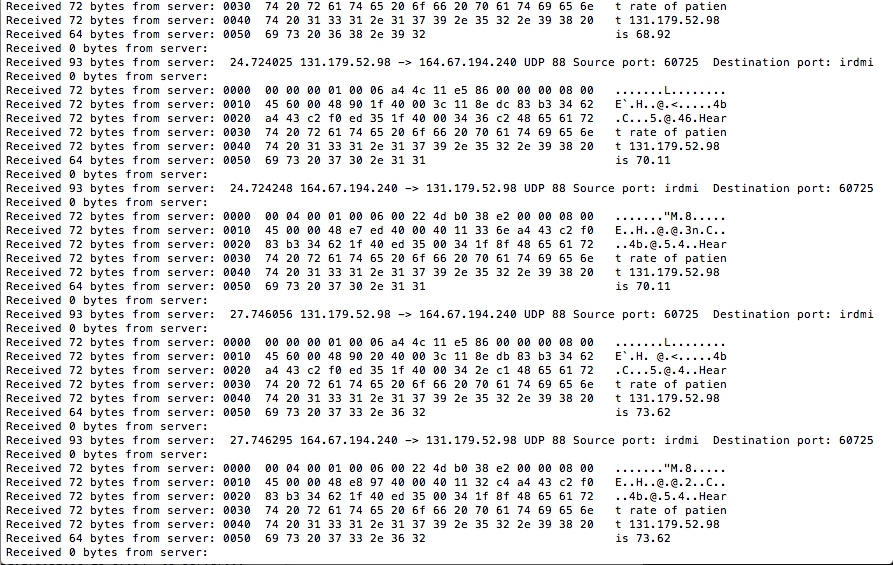 Received 72 bytes from server: 0030  74 20 72 61 74 65 20 6f 66 20 70 61 74 69 65 6e   t rate of patien
Received 72 bytes from server: 0040  74 20 31 33 31 2e 31 37 39 2e 35 32 2e 39 38 20   t 131.179.52.98
Received 64 bytes from server: 0050  69 73 20 36 38 2e 39 32                           is 68.92
Received 0 bytes from server:
Received 93 bytes from server:  24.724025 131.179.52.98 -> 164.67.194.240 UDP 88 Source port: 60725  Destination port: irdmi
Received 0 bytes from server:
Received 72 bytes from server: 0000  00 00 00 01 00 06 a4 4c 11 e5 86 00 00 00 08 00   .......L........
Received 72 bytes from server: 0010  45 60 00 48 90 1f 40 00 3c 11 8e dc 83 b3 34 62   E`.H..@.<.....4b
Received 72 bytes from server: 0020  a4 43 c2 f0 ed 35 1f 40 00 34 36 c2 48 65 61 72   .C...5.@.46.Hear
Received 72 bytes from server: 0030  74 20 72 61 74 65 20 6f 66 20 70 61 74 69 65 6e   t rate of patien
Received 72 bytes from server: 0040  74 20 31 33 31 2e 31 37 39 2e 35 32 2e 39 38 20   t 131.179.52.98
Received 64 bytes from server: 0050  69 73 20 37 30 2e 31 31                           is 70.11
Received 0 bytes from server:
Received 93 bytes from server:  24.724248 164.67.194.240 -> 131.179.52.98 UDP 88 Source port: irdmi  Destination port: 60725
Received 0 bytes from server:
Received 72 bytes from server: 0000  00 04 00 01 00 06 00 22 4d b0 38 e2 00 00 08 00   ......."M.8.....
Received 72 bytes from server: 0010  45 00 00 48 e7 ed 40 00 40 11 33 6e a4 43 c2 f0   E..H..@.@.3n.C..
Received 72 bytes from server: 0020  83 b3 34 62 1f 40 ed 35 00 34 1f 8f 48 65 61 72   ..4b.@.5.4..Hear
Received 72 bytes from server: 0030  74 20 72 61 74 65 20 6f 66 20 70 61 74 69 65 6e   t rate of patien
Received 72 bytes from server: 0040  74 20 31 33 31 2e 31 37 39 2e 35 32 2e 39 38 20   t 131.179.52.98
Received 64 bytes from server: 0050  69 73 20 37 30 2e 31 31                           is 70.11
Received 0 bytes from server:
Received 93 bytes from server:  27.746056 131.179.52.98 -> 164.67.194.240 UDP 88 Source port: 60725  Destination port: irdmi
Received 0 bytes from server:
Received 72 bytes from server: 0000  00 00 00 01 00 06 a4 4c 11 e5 86 00 00 00 08 00   .......L........
Received 72 bytes from server: 0010  45 60 00 48 90 20 40 00 3c 11 8e db 83 b3 34 62   E`.H. @.<.....4b
Received 72 bytes from server: 0020  a4 43 c2 f0 ed 35 1f 40 00 34 2e c1 48 65 61 72   .C...5.@.4..Hear
Received 72 bytes from server: 0030  74 20 72 61 74 65 20 6f 66 20 70 61 74 69 65 6e   t rate of patien
Received 72 bytes from server: 0040  74 20 31 33 31 2e 31 37 39 2e 35 32 2e 39 38 20   t 131.179.52.98
Received 64 bytes from server: 0050  69 73 20 37 33 2e 36 32                           is 73.62
Received 0 bytes from server:
Received 93 bytes from server:  27.746295 164.67.194.240 -> 131.179.52.98 UDP 88 Source port: irdmi  Destination port: 60725
Received 0 bytes from server:
Received 72 bytes from server: 0000  00 04 00 01 00 06 00 22 4d b0 38 e2 00 00 08 00   ......."M.8.....
Received 72 bytes from server: 0010  45 00 00 48 e8 97 40 00 40 11 32 c4 a4 43 c2 f0   E..H..@.@.2..C..
Received 72 bytes from server: 0020  83 b3 34 62 1f 40 ed 35 00 34 1f 8f 48 65 61 72   ..4b.@.5.4..Hear
Received 72 bytes from server: 0030  74 20 72 61 74 65 20 6f 66 20 70 61 74 69 65 6e   t rate of patien
Received 72 bytes from server: 0040  74 20 31 33 31 2e 31 37 39 2e 35 32 2e 39 38 20   t 131.179.52.98
Received 64 bytes from server: 0050  69 73 20 37 33 2e 36 32                           is 73.62
Received 0 bytes from server: